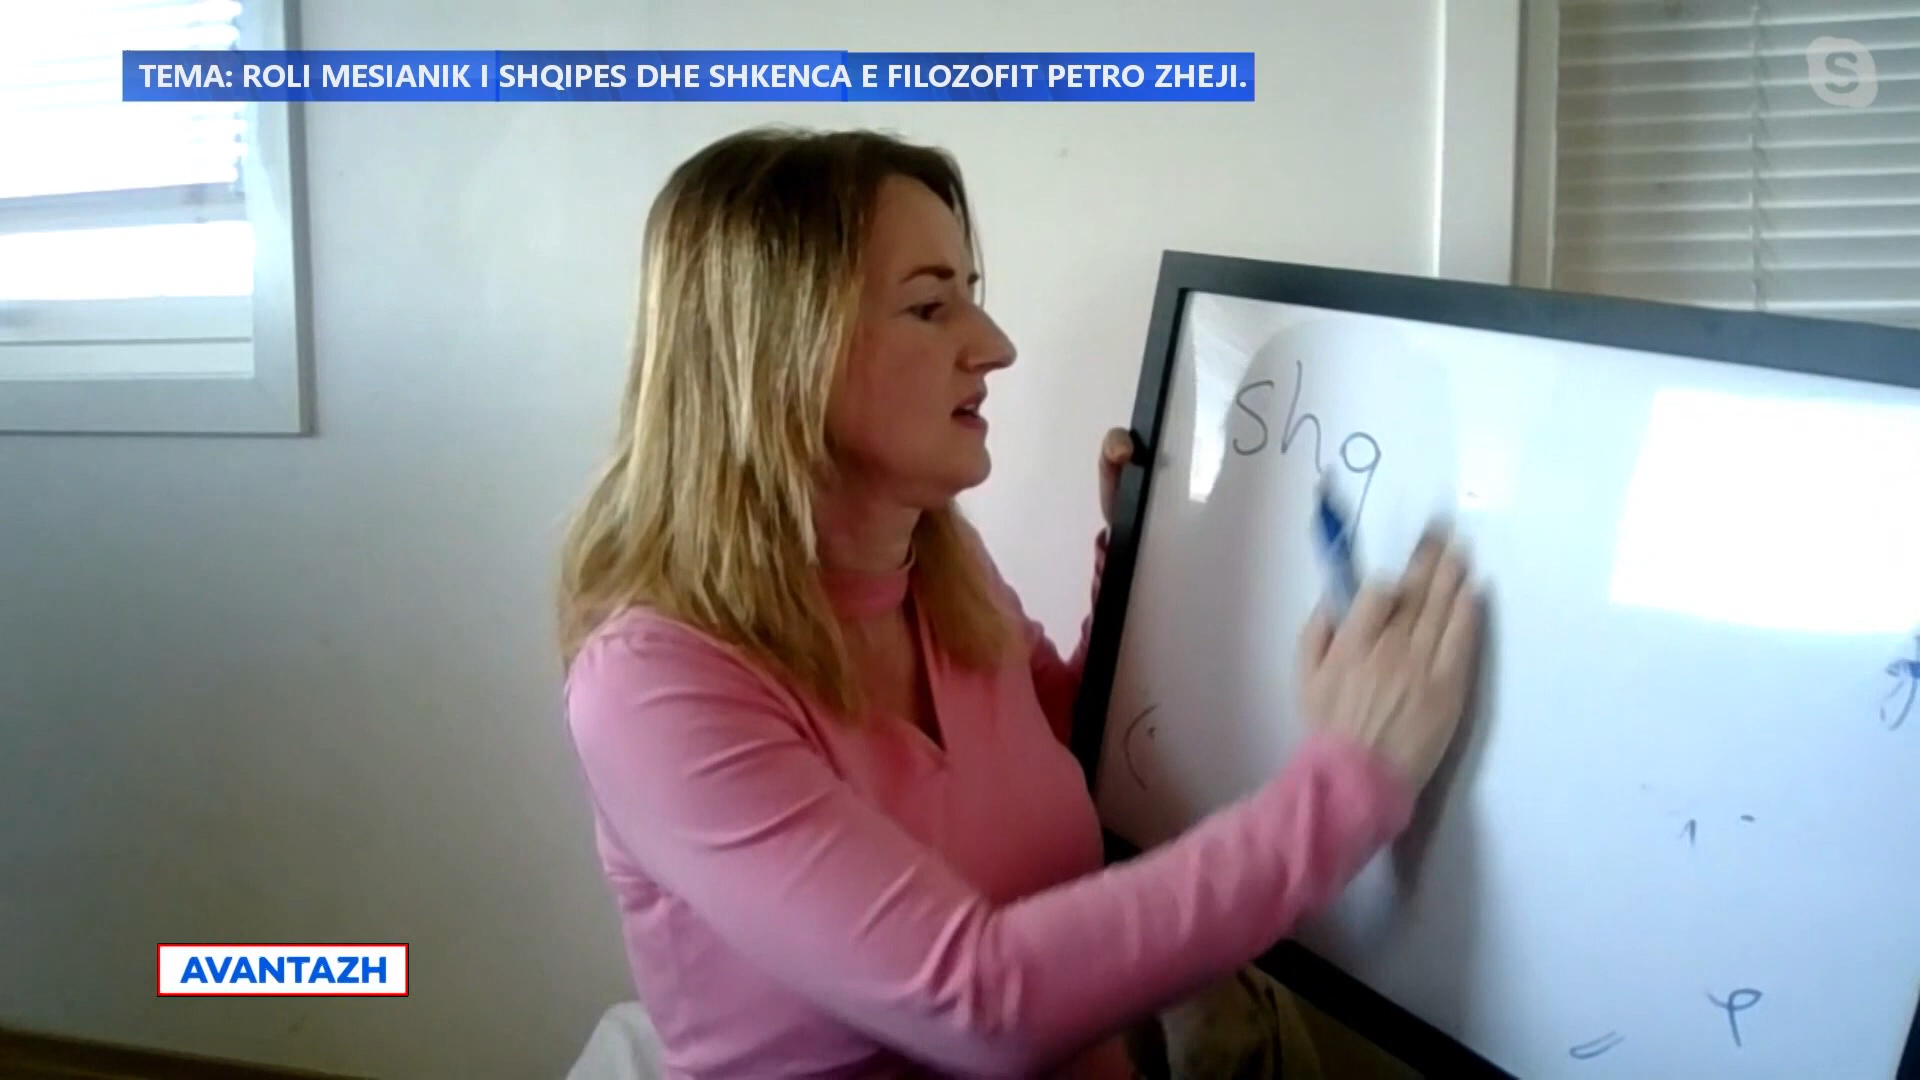 TEMA: ROLI MESIANIK I SHQIPES DHE SHKENCA E FILOZOFIT PETRO ZHEJI.
S
shq
φ
AVANTAZH